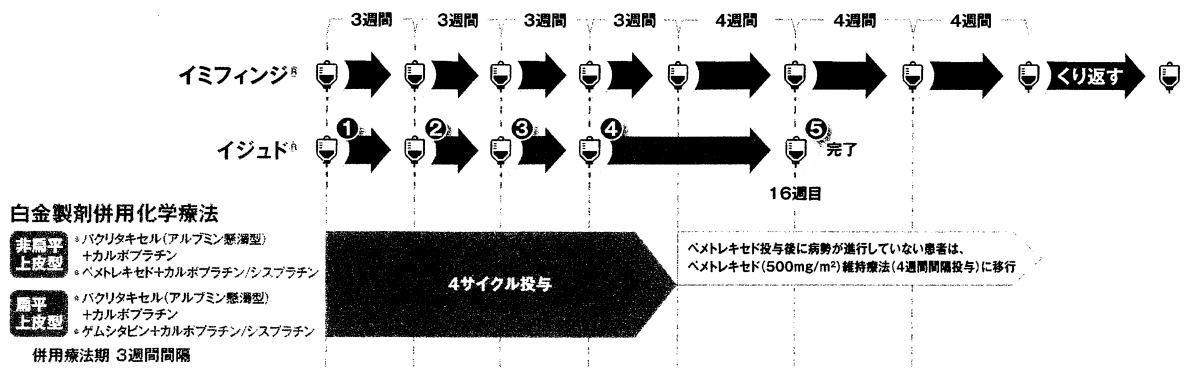 3週間 3週間 3週間 3週間 4週間 4週間 4週間
イミフィンジ®
くり返す
イジュド®
1 2 3 4 5
完了
16週目
白金製剤併用化学療法
非扁平上皮型
*パクリタキセル(アルブミン懸濁型)
+カルボプラチン
*ペメトレキセド+カルボプラチン/シスプラチン
扁平上皮型
*パクリタキセル(アルブミン懸濁型)
+カルボプラチン
*ゲムシタビン+カルボプラチン/シスプラチン
併用療法期 3週間間隔
4サイクル投与
ペメトレキセド投与後に病勢が進行していない患者は、
ペメトレキセド(500mg/m²)維持療法(4週間間隔投与)に移行